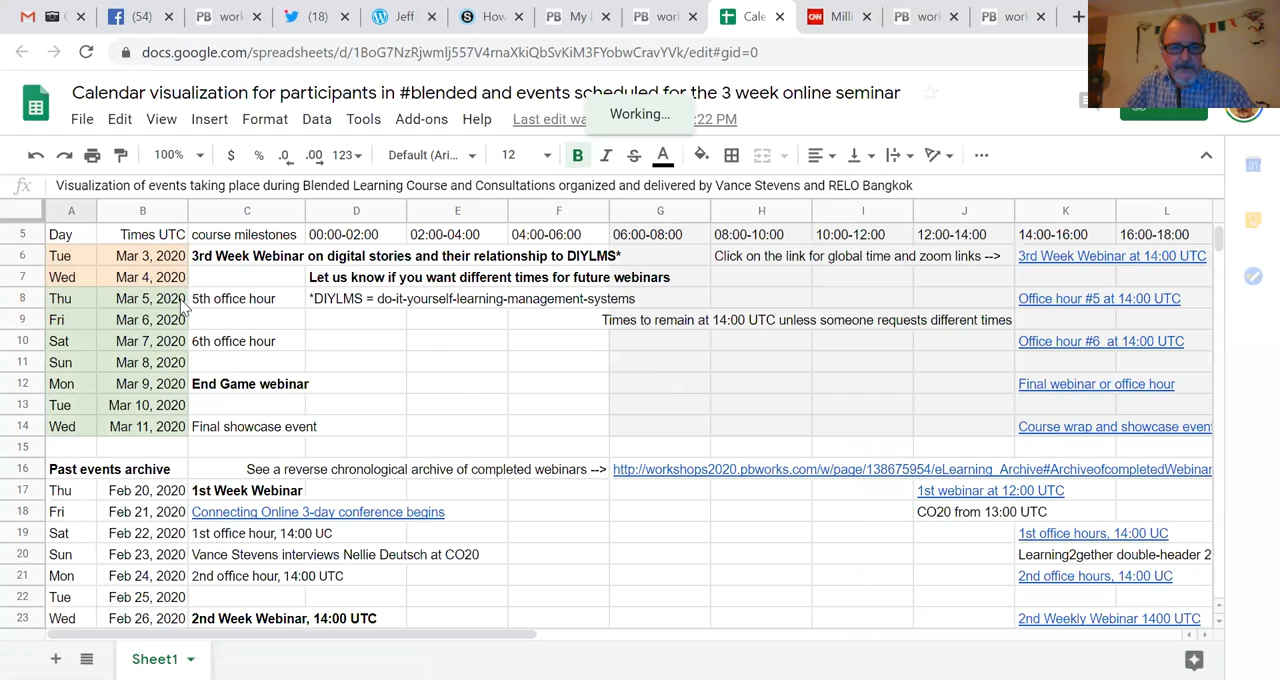 (54)
work
(18)
Jeff
How
My
work
Cale
CNN Milli
work
work
docs.google.com/spreadsheets/d/1BoG7NzRjwmlj557V4rnaXkiQbSvKiM3FYobwCravYVk/edit#gid=0
Calendar visualization for participants in #blended and events scheduled for the 3 week online seminar
File Edit View Insert Format Data Tools Add-ons Help Last edit wa :22 PM
Working...
100% $ % .0 .00 123 Default (Ari... 12 B I S A
fx Visualization of events taking place during Blended Learning Course and Consultations organized and delivered by Vance Stevens and RELO Bangkok
A B C D E F G H I J K L
5 Day Times UTC course milestones 00:00-02:00 02:00-04:00 04:00-06:00 06:00-08:00 08:00-10:00 10:00-12:00 12:00-14:00 14:00-16:00 16:00-18:00
6 Tue Mar 3, 2020 3rd Week Webinar on digital stories and their relationship to DIYLMS* Click on the link for global time and zoom links --> 3rd Week Webinar at 14:00 UTC
7 Wed Mar 4, 2020 Let us know if you want different times for future webinars
8 Thu Mar 5, 2020 5th office hour *DIYLMS = do-it-yourself-learning-management-systems Office hour #5 at 14:00 UTC
9 Fri Mar 6, 2020 Times to remain at 14:00 UTC unless someone requests different times
10 Sat Mar 7, 2020 6th office hour Office hour #6 at 14:00 UTC
11 Sun Mar 8, 2020
12 Mon Mar 9, 2020 End Game webinar Final webinar or office hour
13 Tue Mar 10, 2020
14 Wed Mar 11, 2020 Final showcase event Course wrap and showcase event
15
16 Past events archive See a reverse chronological archive of completed webinars --> http://workshops2020.pbworks.com/w/page/138675954/eLearning_Archive#ArchiveofcompletedWebinar
17 Thu Feb 20, 2020 1st Week Webinar 1st webinar at 12:00 UTC
18 Fri Feb 21, 2020 Connecting Online 3-day conference begins CO20 from 13:00 UTC
19 Sat Feb 22, 2020 1st office hour, 14:00 UC 1st office hours, 14:00 UC
20 Sun Feb 23, 2020 Vance Stevens interviews Nellie Deutsch at CO20 Learning2gether double-header 2
21 Mon Feb 24, 2020 2nd office hour, 14:00 UTC 2nd office hours, 14:00 UC
22 Tue Feb 25, 2020
23 Wed Feb 26, 2020 2nd Week Webinar, 14:00 UTC 2nd Weekly Webinar 1400 UTC
Sheet1